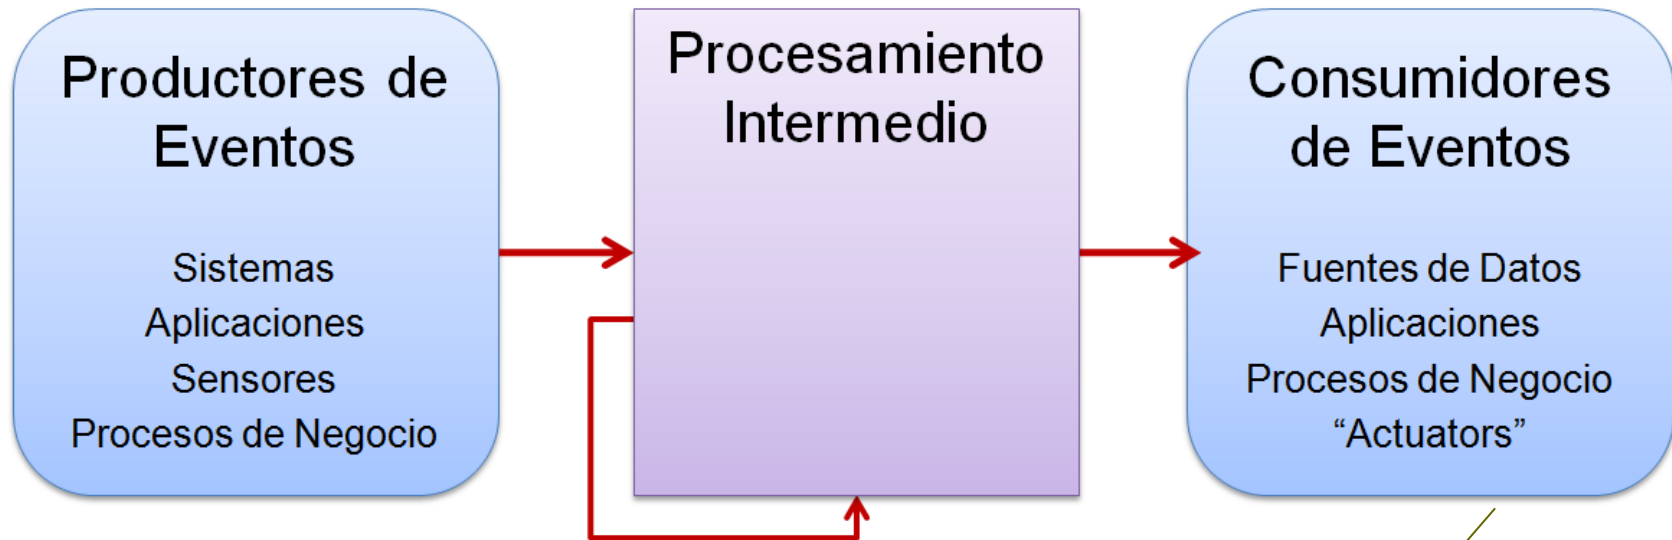 Productores de
Eventos
Sistemas
Aplicaciones
Sensores
Procesos de Negocio
Procesamiento
Intermedio
Consumidores
de Eventos
Fuentes de Datos
Aplicaciones
Procesos de Negocio
“Actuators”